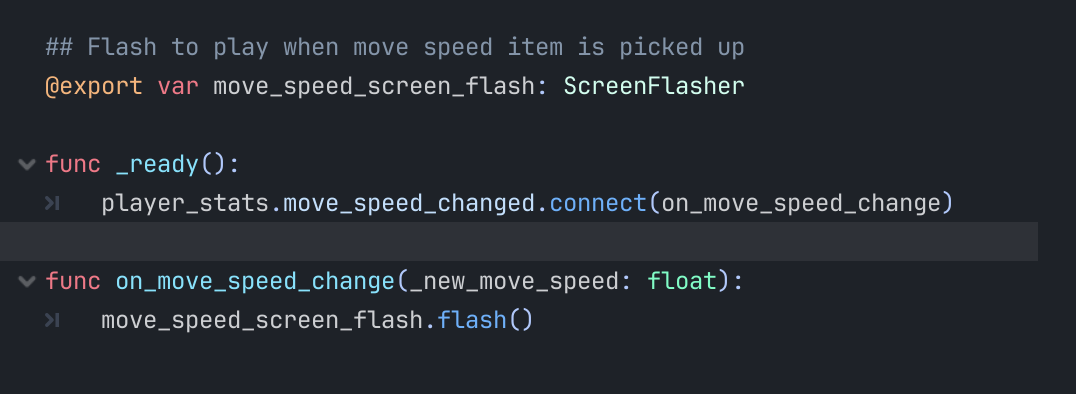 ## Flash to play when move speed item is picked up
@export var move_speed_screen_flash: ScreenFlasher
func _ready():
player_stats.move_speed_changed.connect(on_move_speed_change)
func on_move_speed_change(_new_move_speed: float):
move_speed_screen_flash.flash()